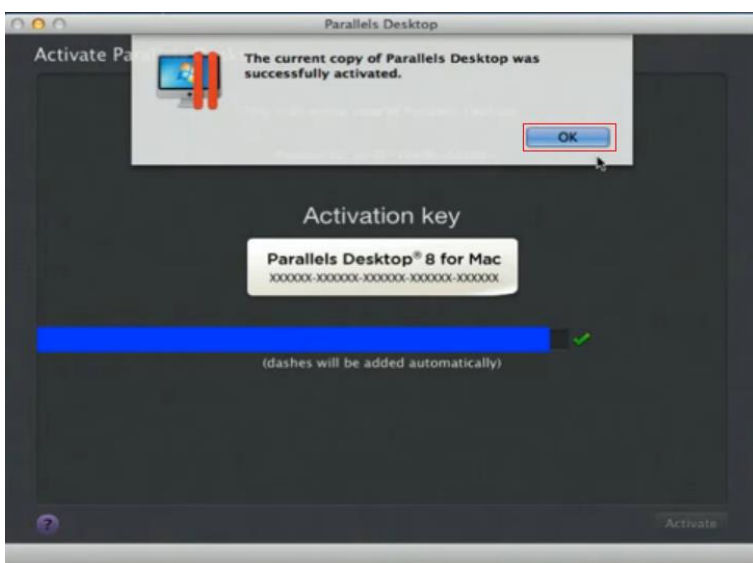 Parallels Desktop
Activate Pa
The current copy of Parallels Desktop was
successfully activated.
OK
Activation key
Parallels Desktop® 8 for Mac
XXXXXX-XXXXXX-XXXXXX-XXXXXX-XXXXXX
(dashes will be added automatically)
?
Activate